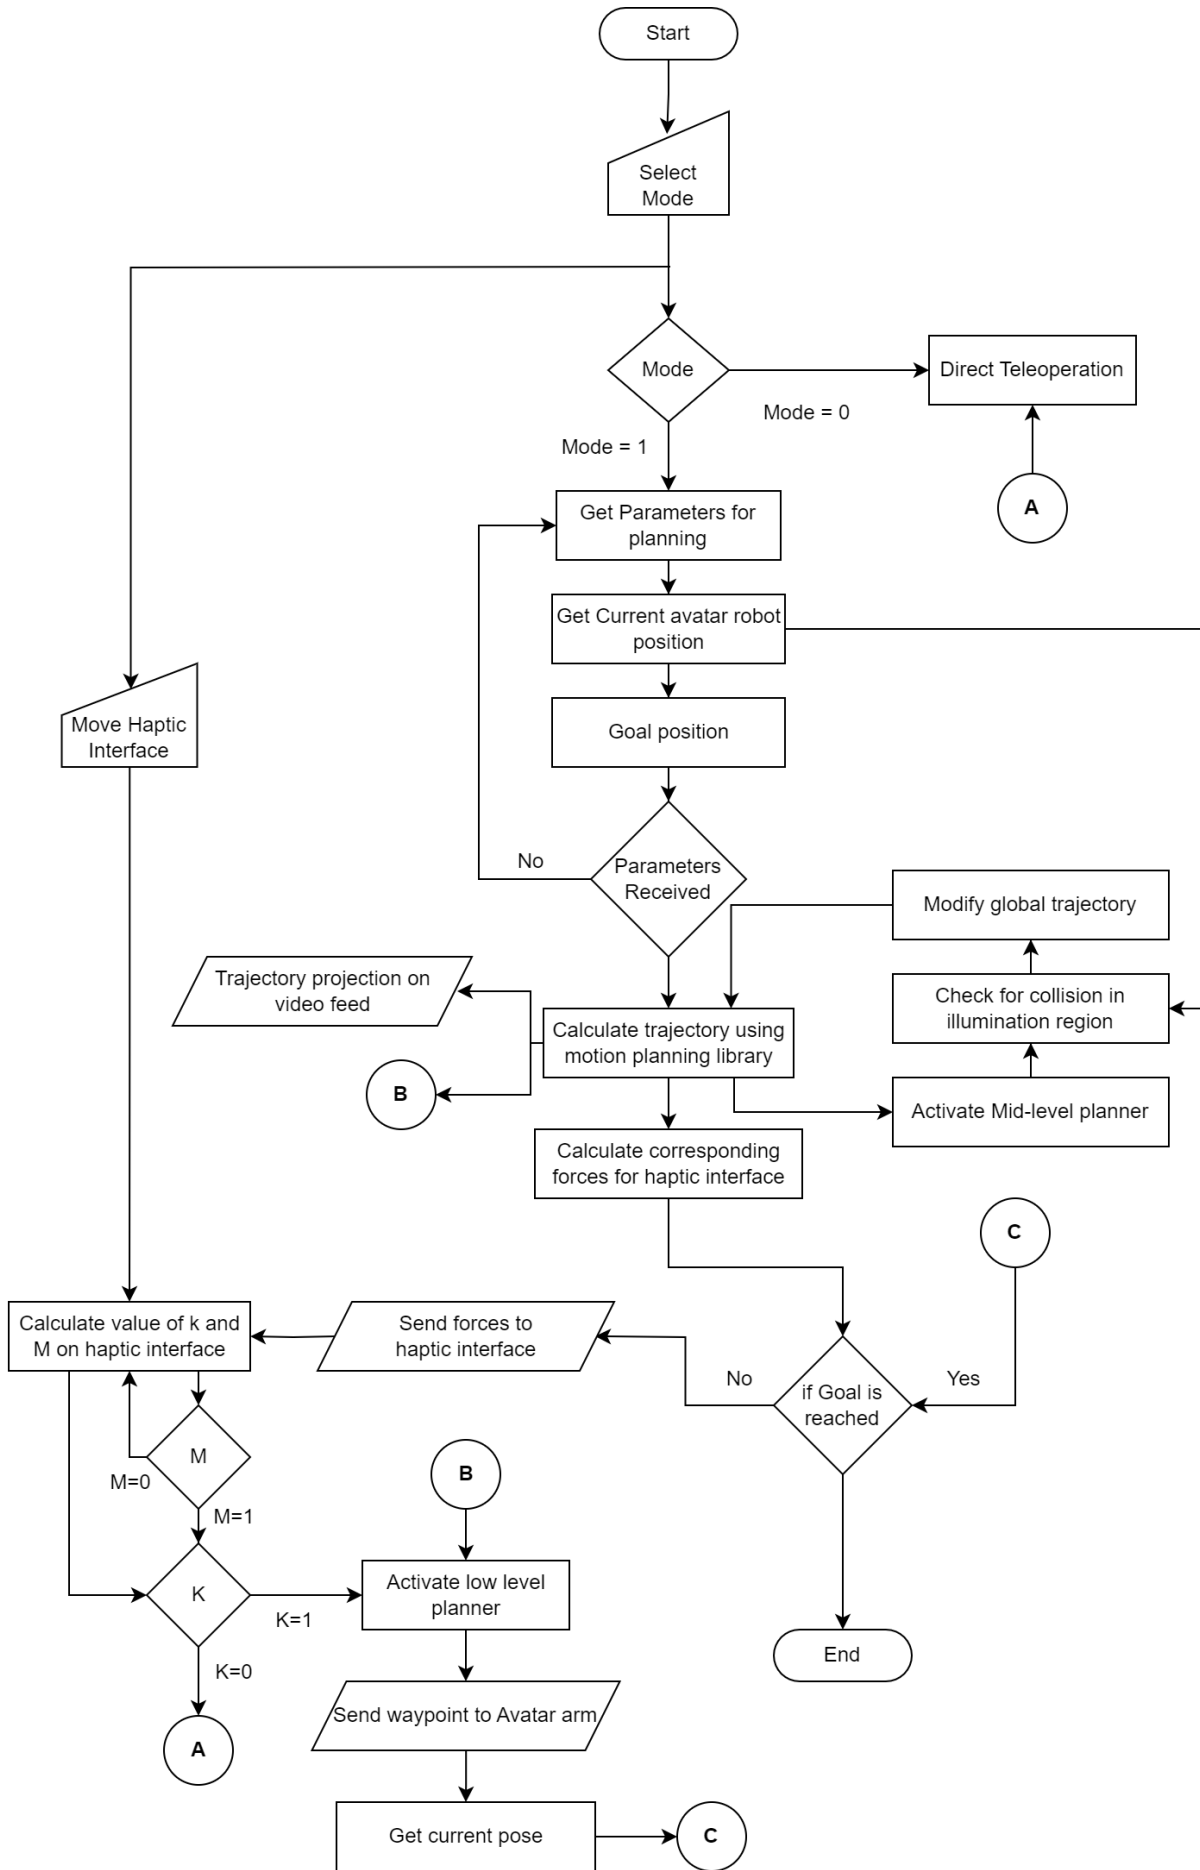 Start
Select
Mode
Mode
Direct Teleoperation
Mode = 0
Mode = 1
A
Get Parameters for
planning
Get Current avatar robot
position
Goal position
Move Haptic
Interface
No
Parameters
Received
Modify global trajectory
Trajectory projection on
video feed
Check for collision in
illumination region
Calculate trajectory using
motion planning library
B
Activate Mid-level planner
Calculate corresponding
forces for haptic interface
C
Calculate value of k and
M on haptic interface
Send forces to
haptic interface
No
if Goal is
reached
Yes
M
M=0
M=1
B
K
K=1
Activate low level
planner
K=0
End
A
Send waypoint to Avatar arm
Get current pose
C